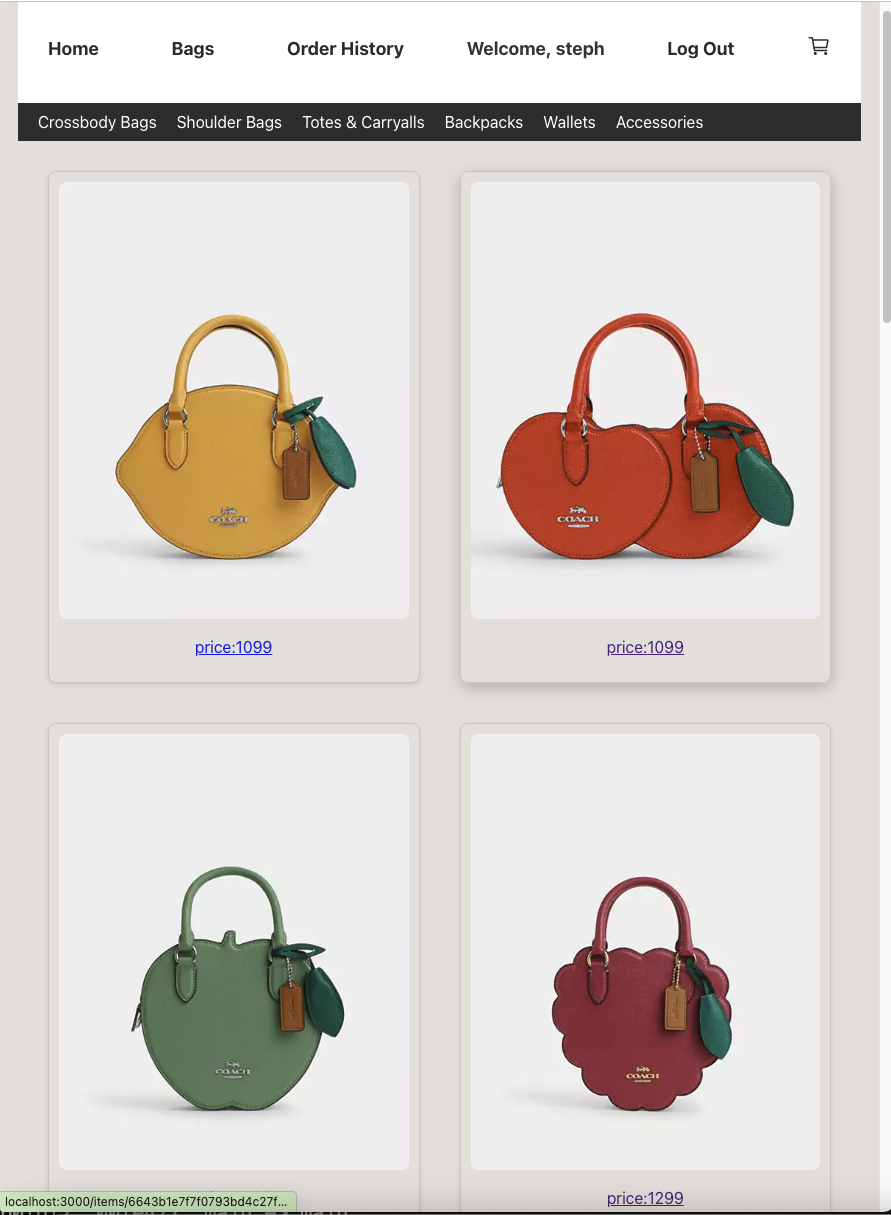 Home Bags Order History Welcome, steph Log Out
Crossbody Bags Shoulder Bags Totes & Carryalls Backpacks Wallets Accessories
COACH
COACH
price:1099
price:1099
COACH
COACH
price:1299
localhost:3000/items/6643b1e7f7f0793bd4c27f...